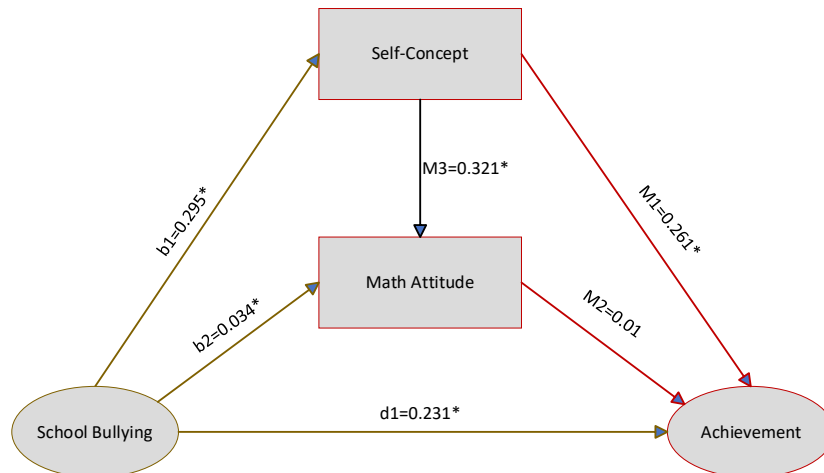 Self-Concept
M3=0.321*
b1=0.295*
M1=0.261*
Math Attitude
b2=0.034*
M2=0.01
d1=0.231*
School Bullying
Achievement